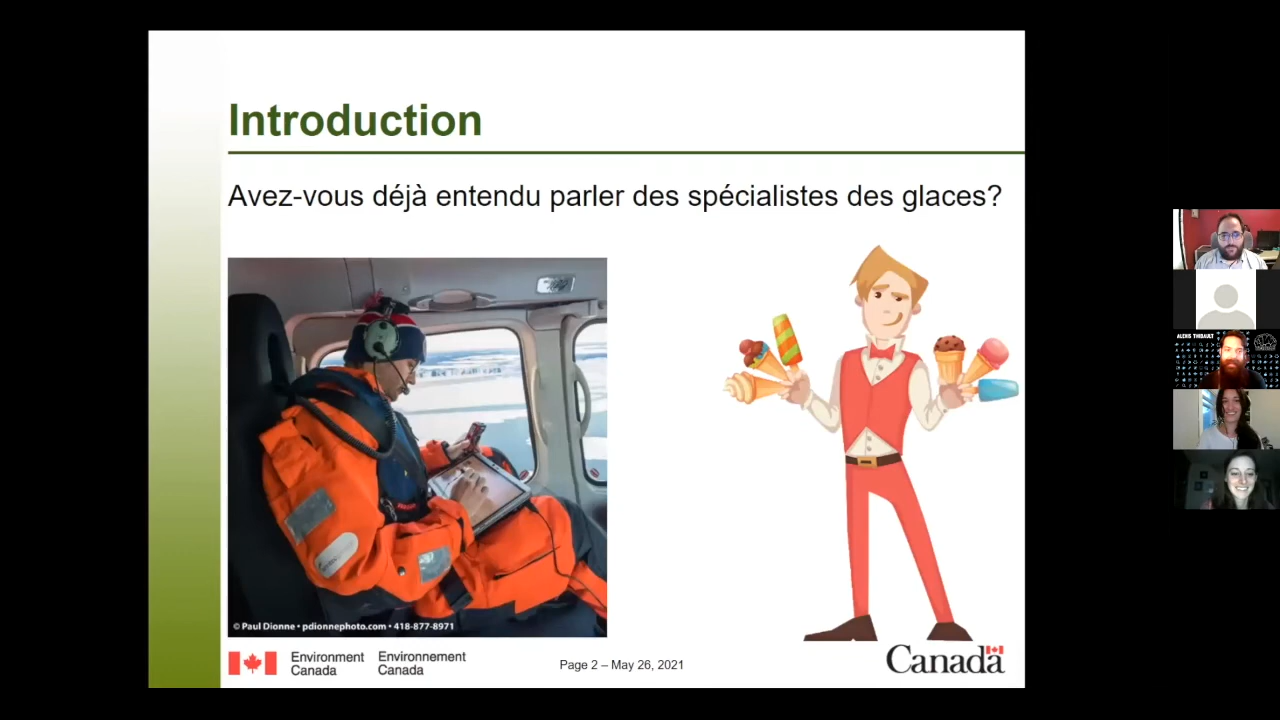 Introduction
Avez-vous déjà entendu parler des spécialistes des glaces?
© Paul Dionne • pdionnephoto.com • 418-877-8971
Environment Canada
Environnement Canada
Page 2 – May 26, 2021
Canada
ALEXIS THIBAULT